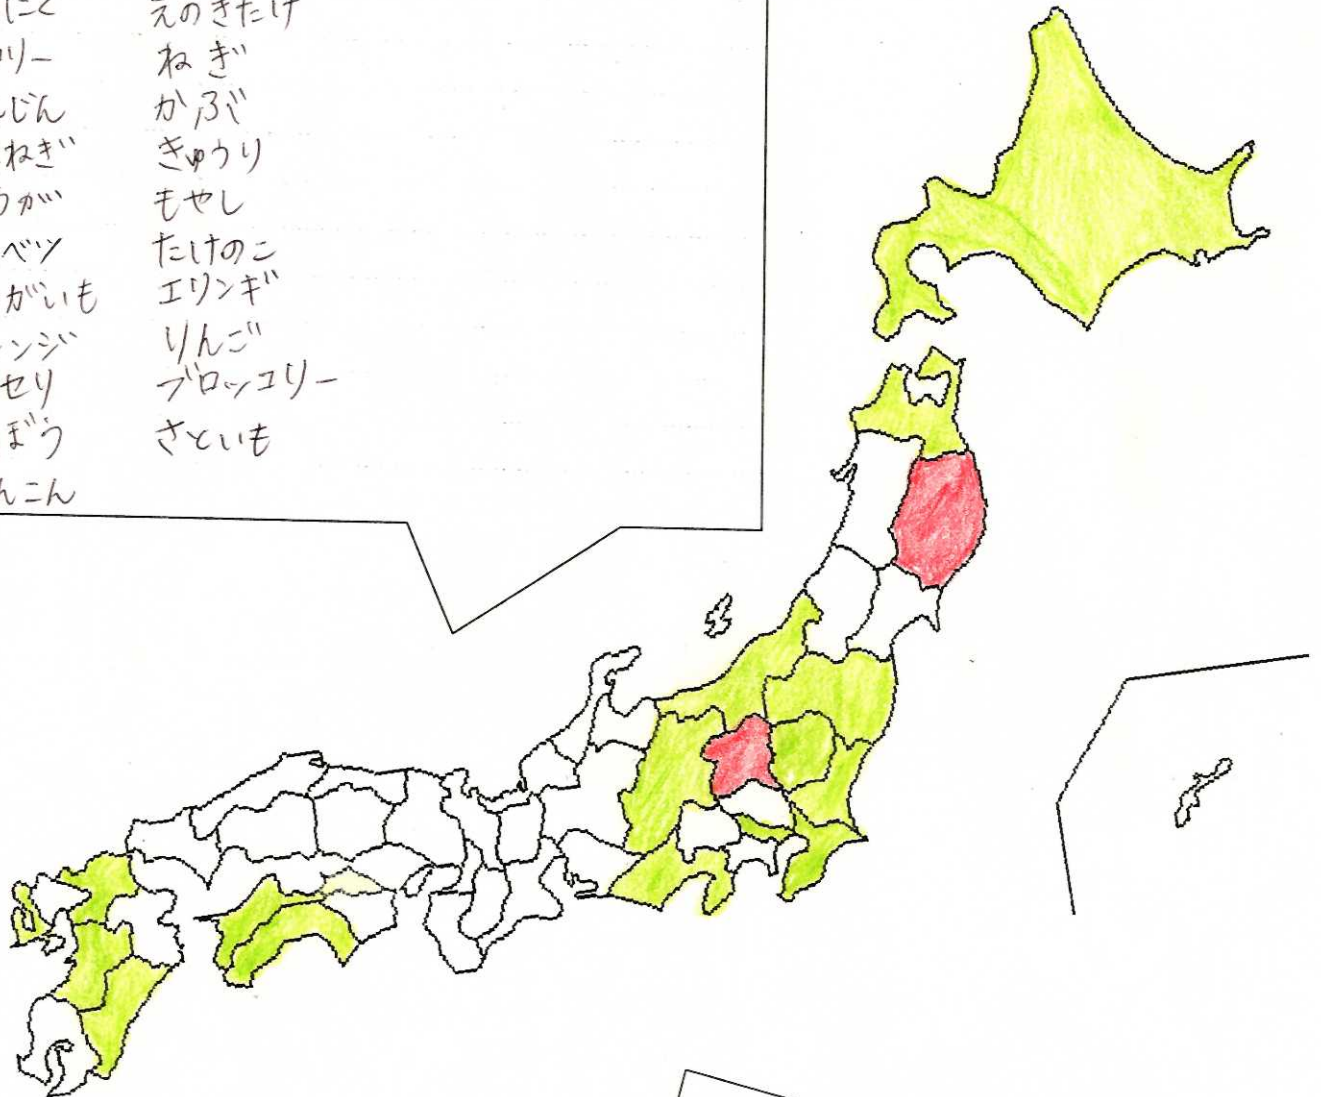 えのきたけ
リー ねぎ
んじん かぶ
ねぎ きゅうり
うが もやし
ベツ たけのこ
がいも エリンギ
ンジ りんご
セリ ブロッコリー
ぼう さといも
んこん